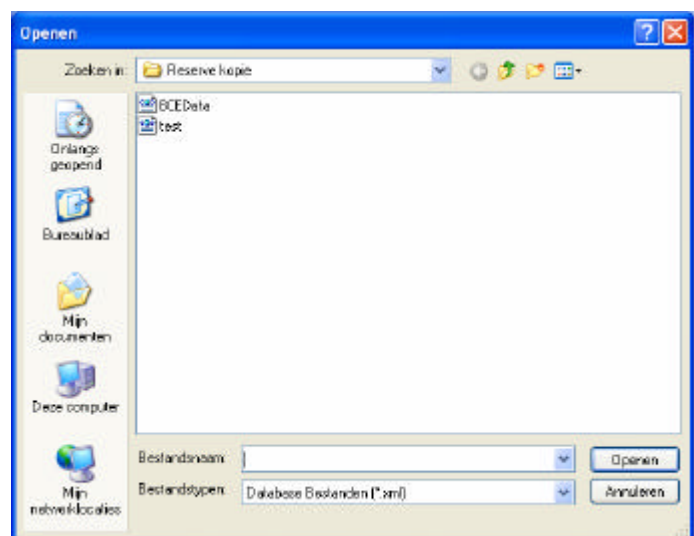 Openen
Zoeken in: Reserve kopie
BCEData
test
Onlangs
geopend
Bureaublad
Mijn
documenten
Deze computer
Mijn
netwerklocaties
Bestandsnaam:
Openen
Bestandstypen: Database Bestanden (*.xml)
Annuleren